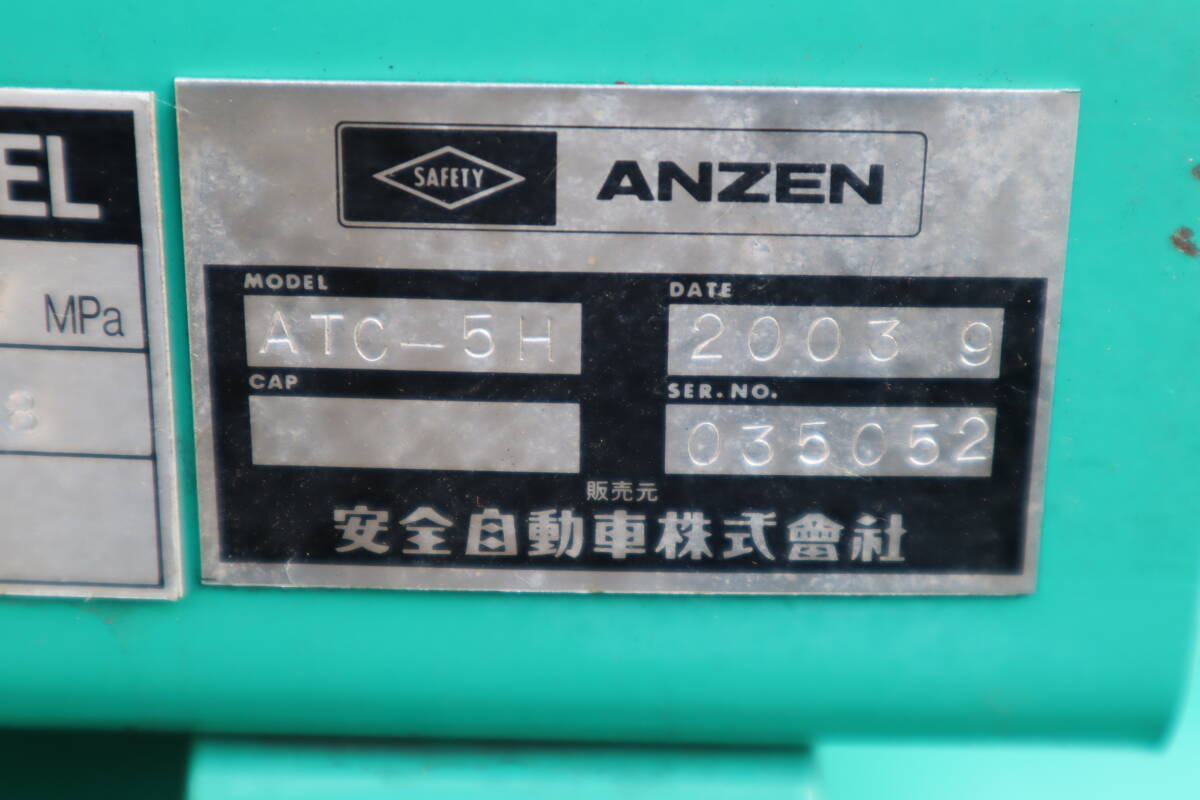 EL
MPa
8
SAFETY ANZEN
MODEL DATE
ATC-5H 2003 9
CAP SER.NO.
035052
販売元
安全自動車株式會社